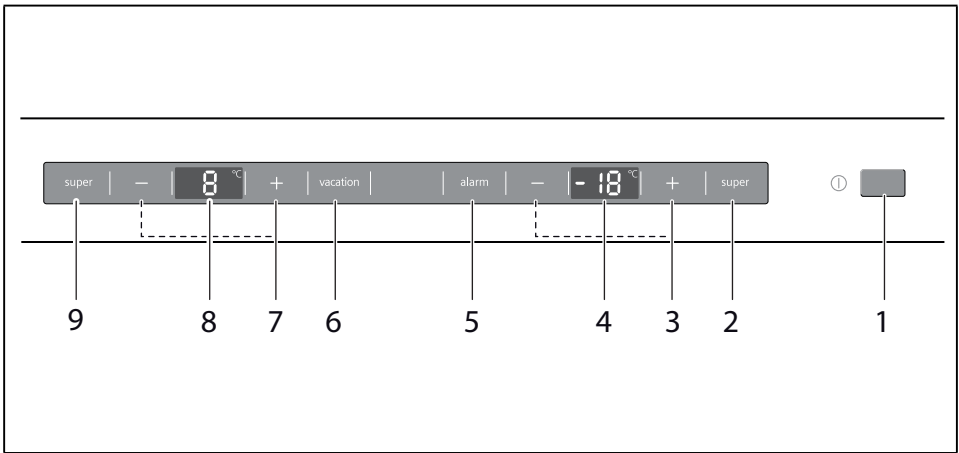 super − 8 °C + vacation alarm − -18 °C + super
9 8 7 6 5 4 3 2 1